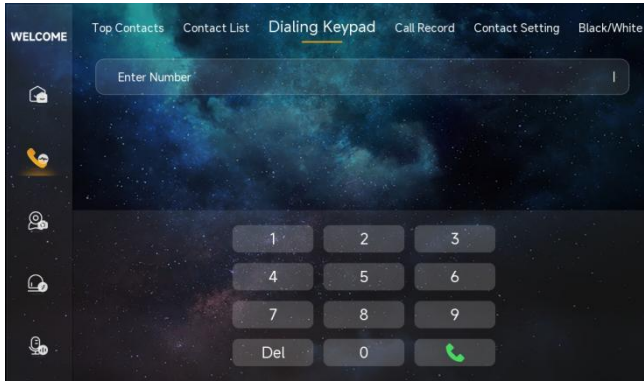 WELCOME
Top Contacts Contact List Dialing Keypad Call Record Contact Setting Black/White
Enter Number
1 2 3
4 5 6
7 8 9
Del 0